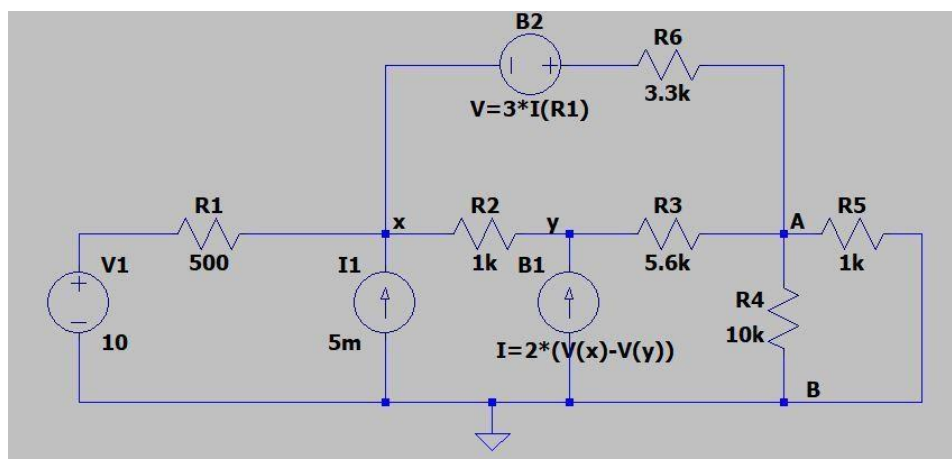 B2
R6
V=3*I(R1)
3.3k
R1
x
R2
y
R3
A
R5
500
V1
I1
1k
B1
5.6k
1k
R4
10
5m
10k
I=2*(V(x)-V(y))
B